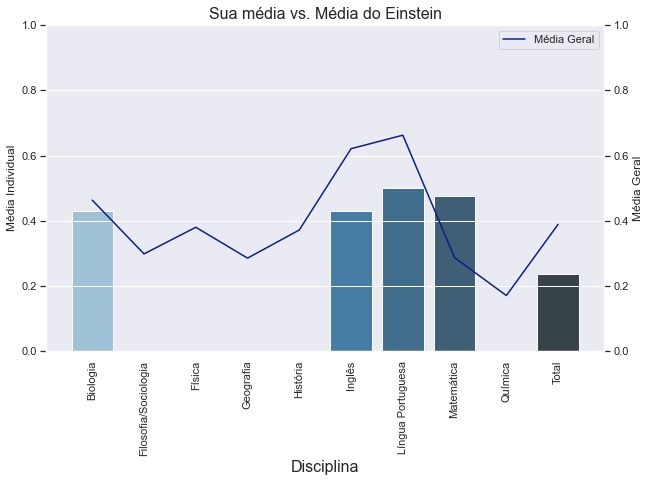 Sua média vs. Média do Einstein
Média Geral
1.0
0.8
0.6
0.4
0.2
0.0
Média Individual
1.0
0.8
0.6
0.4
0.2
0.0
Média Geral
Biologia
Filosofia/Sociologia
Física
Geografia
História
Inglês
Língua Portuguesa
Matemática
Química
Total
Disciplina